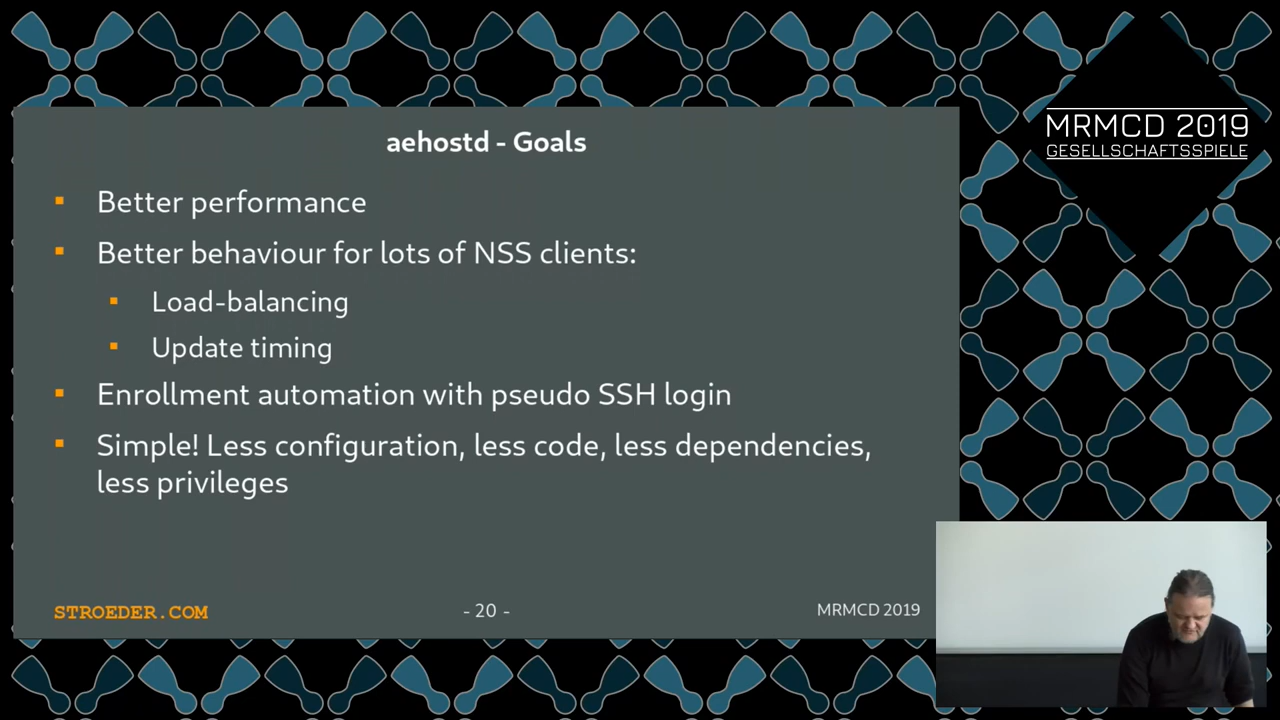 MRMCD 2019
GESELLSCHAFTSSPIELE
aehostd - Goals
Better performance
Better behaviour for lots of NSS clients:
Load-balancing
Update timing
Enrollment automation with pseudo SSH login
Simple! Less configuration, less code, less dependencies,
less privileges
STROEDER.COM
- 20 -
MRMCD 2019